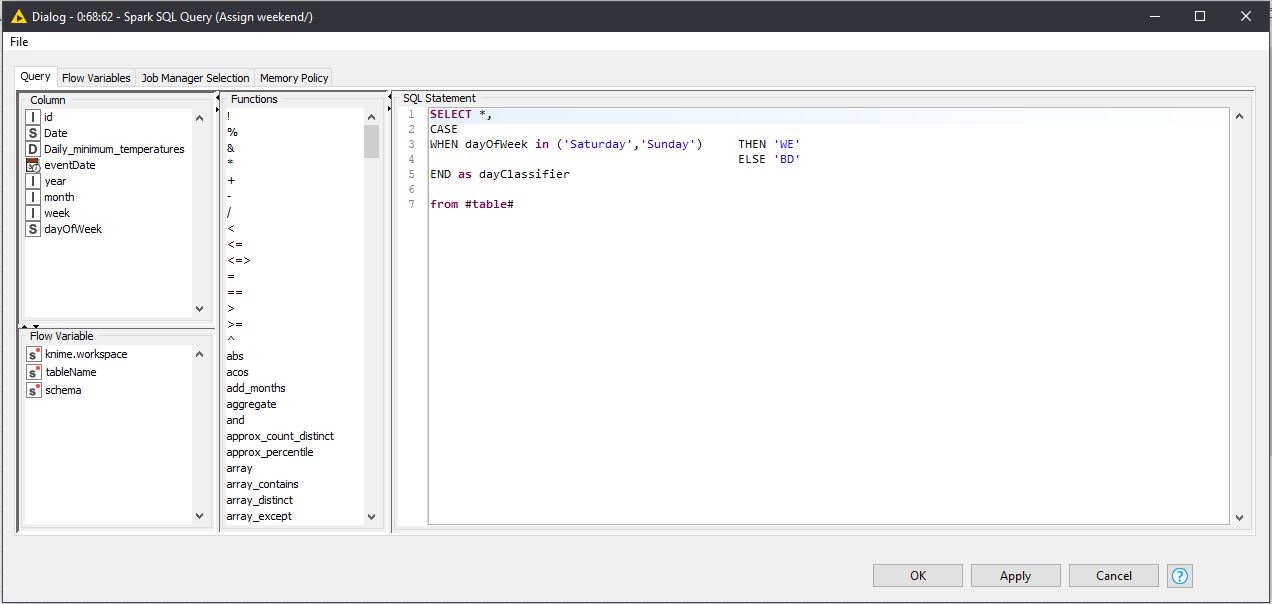 Dialog - 0:68:62 - Spark SQL Query (Assign weekend/)
File
Query Flow Variables Job Manager Selection Memory Policy
Column
I id
S Date
D Daily_minimum_temperatures
eventDate
I year
I month
I week
S dayOfWeek
Flow Variable
s knime.workspace
s tableName
s schema
Functions
!
%
&
*
+
-
/
<
<=
<=>
=
==
>
>=
^
abs
acos
add_months
aggregate
and
approx_count_distinct
approx_percentile
array
array_contains
array_distinct
array_except
SQL Statement
1 SELECT *,
2 CASE
3 WHEN dayOfWeek in ('Saturday','Sunday') THEN 'WE'
4 ELSE 'BD'
5 END as dayClassifier
6
7 from #table#
OK Apply Cancel ?